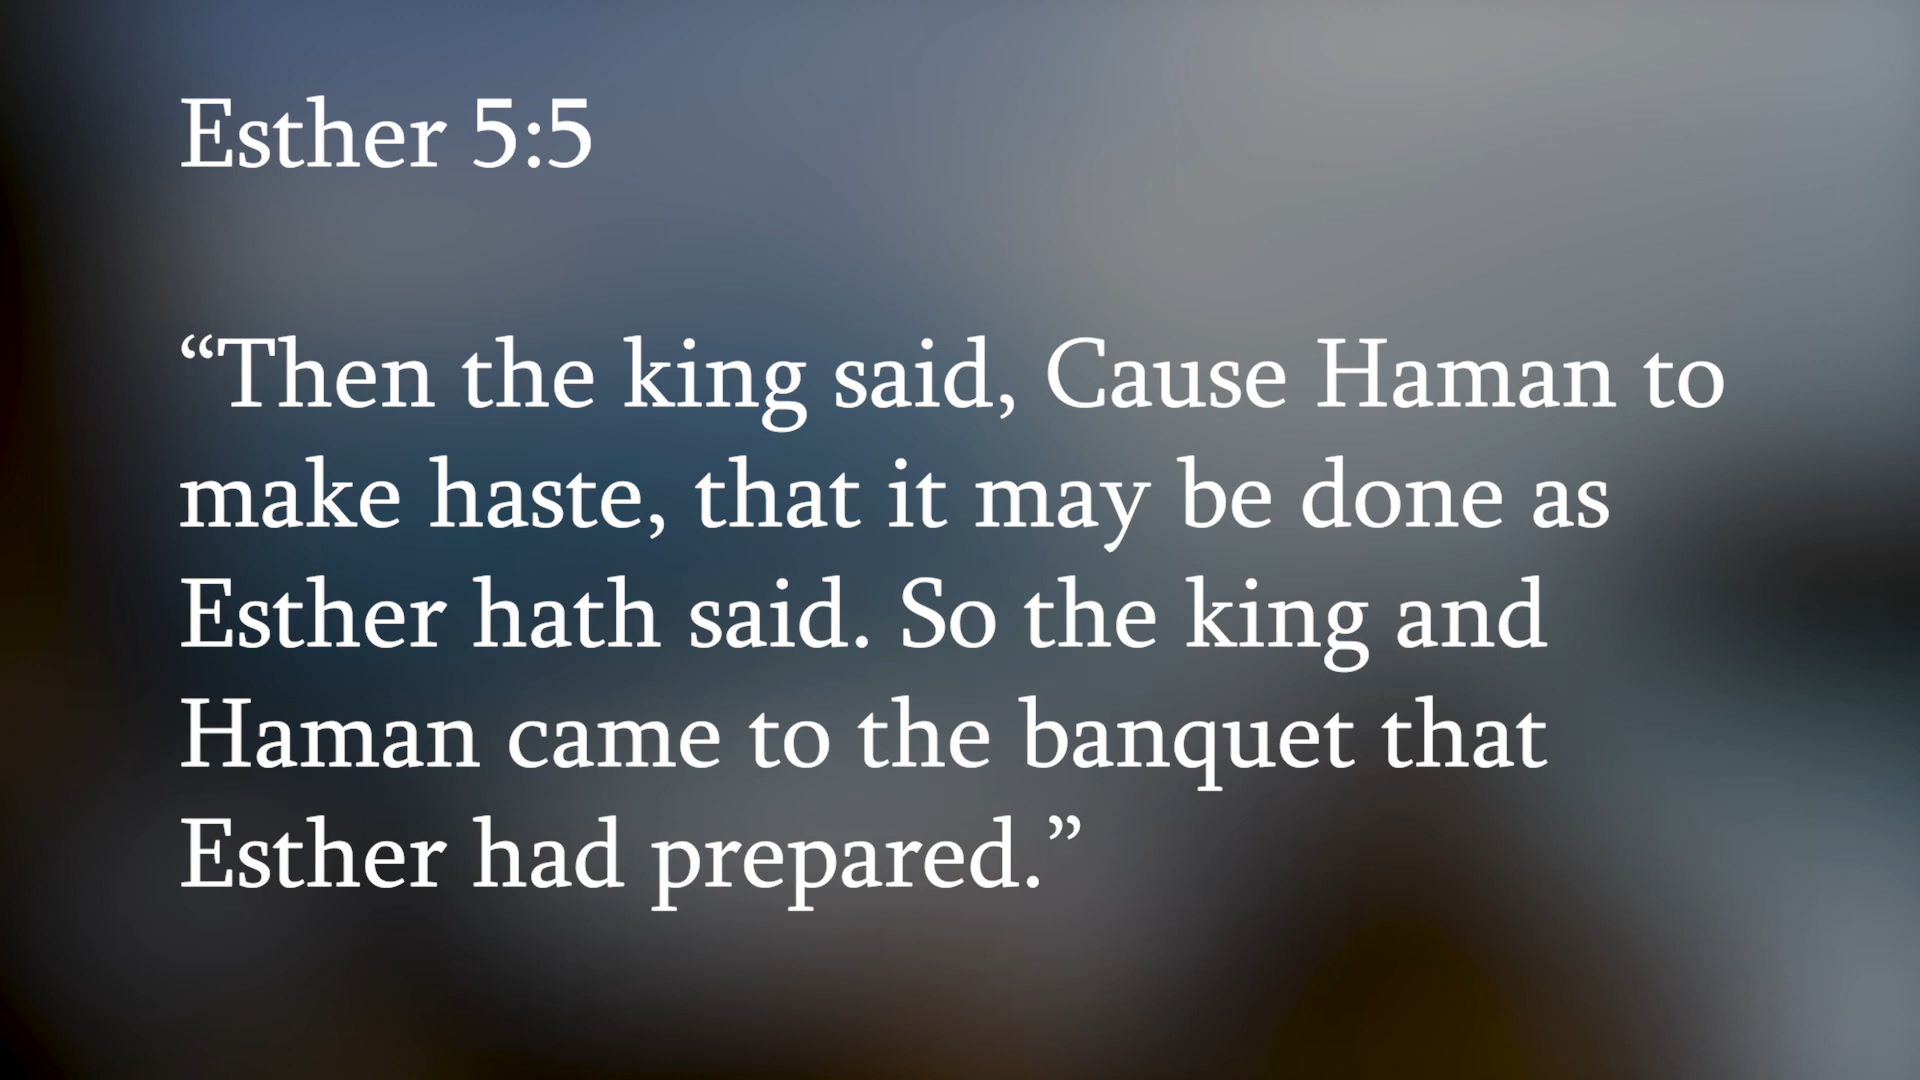 Esther 5:5
“Then the king said, Cause Haman to
make haste, that it may be done as
Esther hath said. So the king and
Haman came to the banquet that
Esther had prepared.”